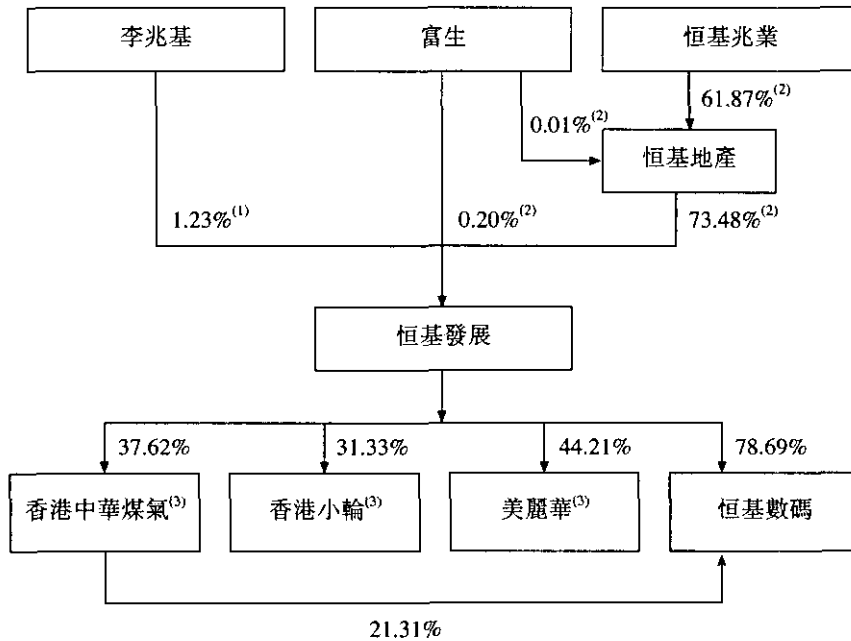 李兆基
富生
恒基兆業
61.87%(2)
0.01%(2)
恒基地產
1.23%(1)
0.20%(2)
73.48%(2)
恒基發展
37.62%
31.33%
44.21%
78.69%
香港中華煤氣(3)
香港小輪(3)
美麗華(3)
恒基數碼
21.31%